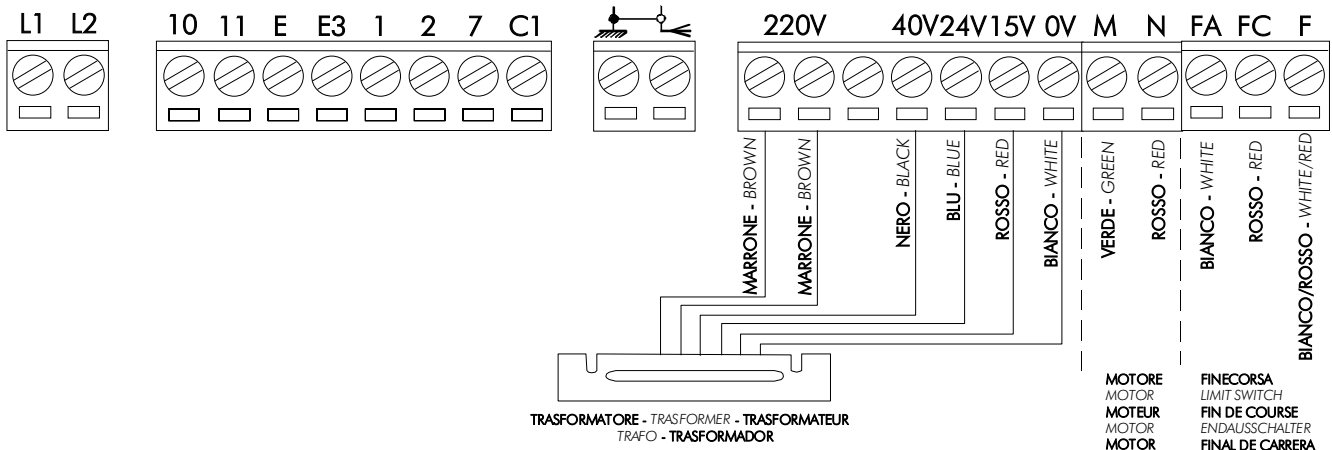 L1 L2 10 11 E E3 1 2 7 C1 220V 40V 24V 15V 0V M N FA FC F
MARRONE - BROWN
MARRONE - BROWN
NERO - BLACK
BLU - BLUE
ROSSO - RED
BIANCO - WHITE
VERDE - GREEN
ROSSO - RED
BIANCO - WHITE
ROSSO - RED
BIANCO/ROSSO - WHITE/RED
TRASFORMATORE - TRASFORMER - TRASFORMATEUR
TRAFO - TRASFORMADOR
MOTORE
MOTOR
MOTEUR
MOTOR
MOTOR
FINECORSA
LIMIT SWITCH
FIN DE COURSE
ENDAUSSCHALTER
FINAL DE CARRERA